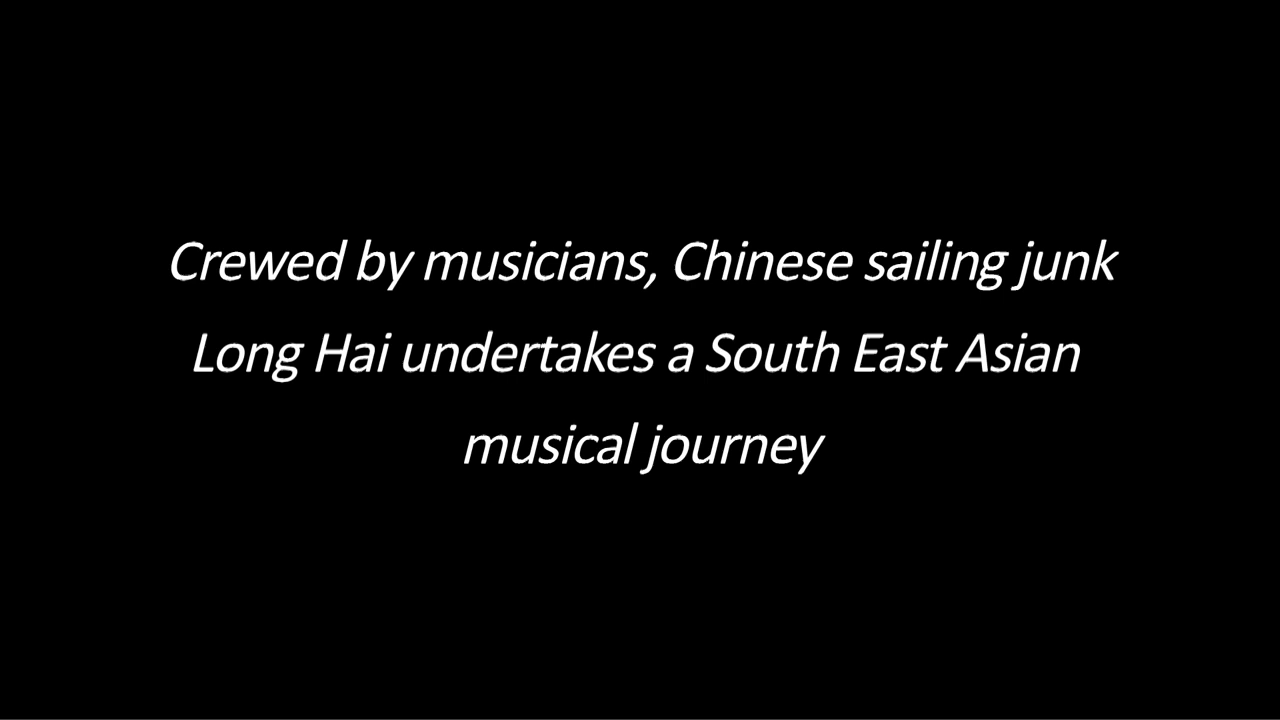 Crewed by musicians, Chinese sailing junk
Long Hai undertakes a South East Asian
musical journey